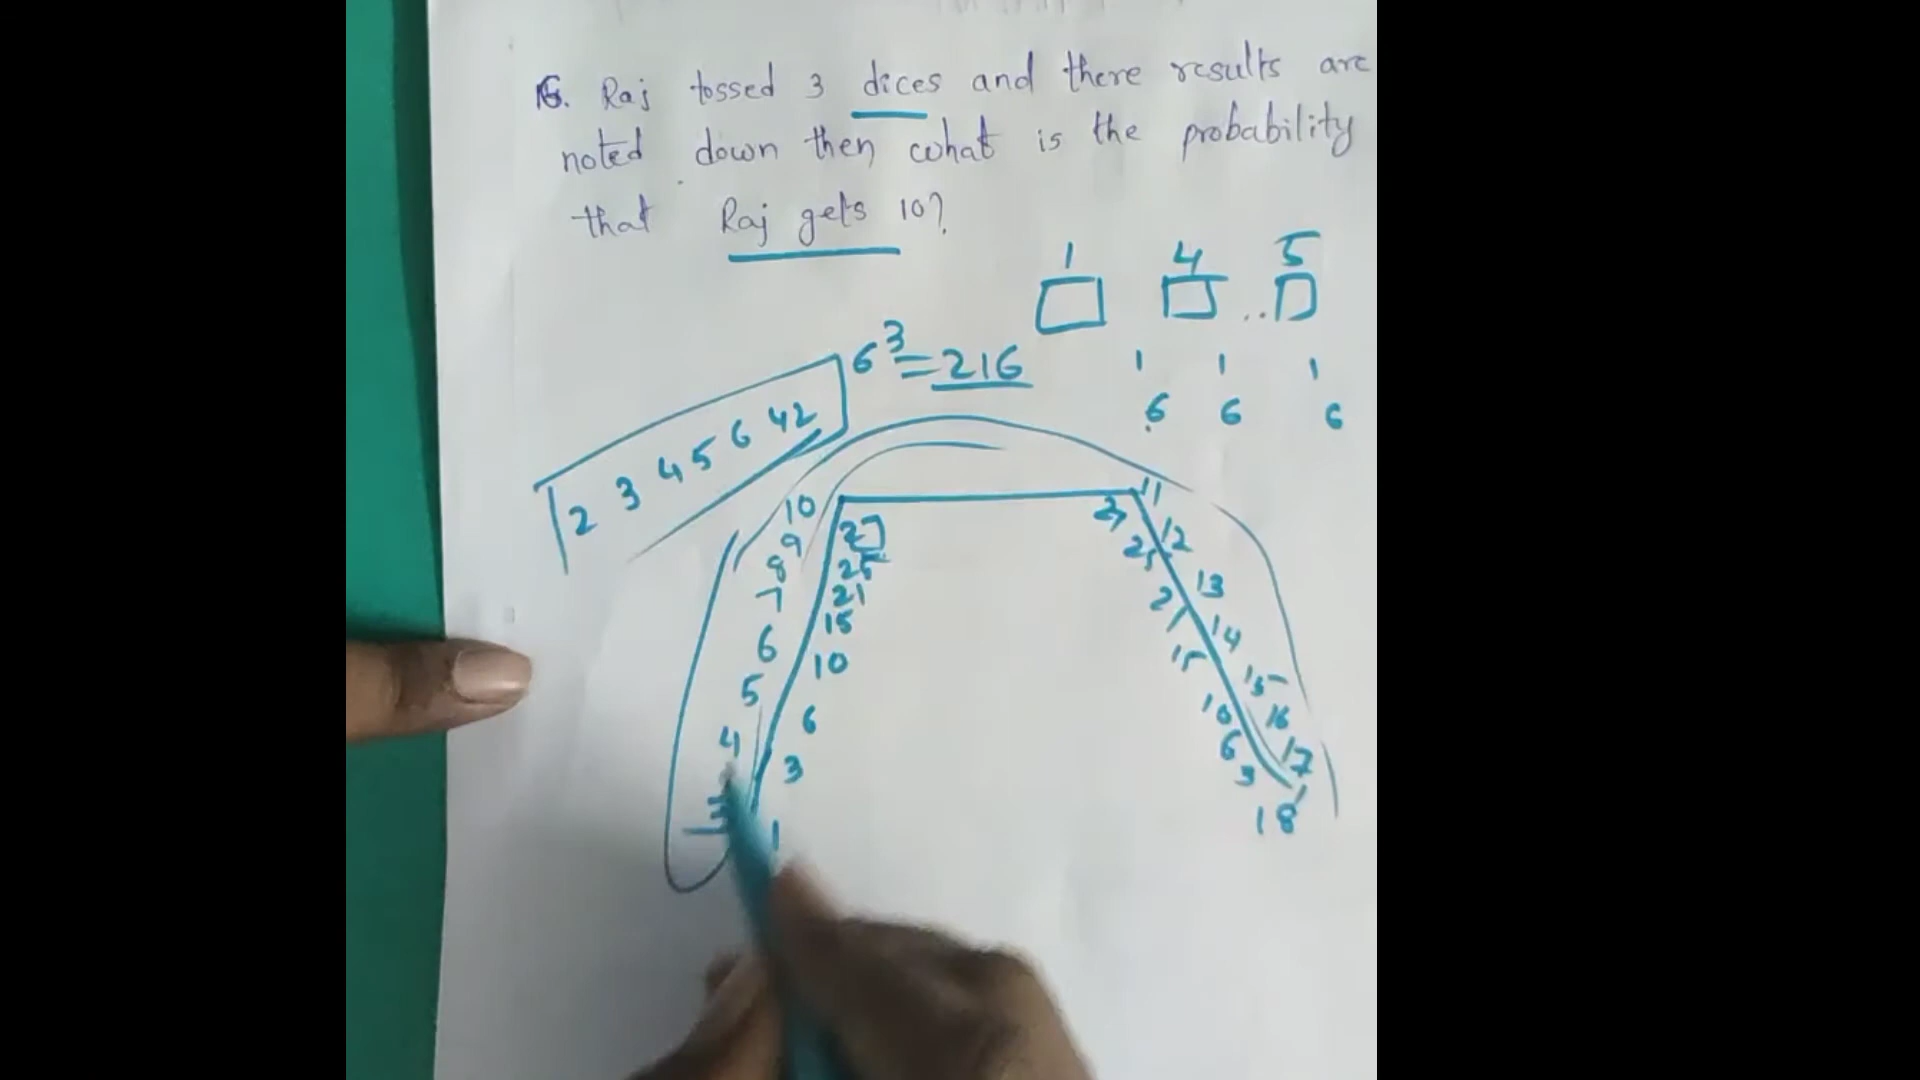 6. Raj tossed 3 dices and there results are
noted down then what is the probability
that Raj gets 10?
1 4 5
6³ = 216
1 1 1
6 6 6
2 3 4 5 6 42
10 27 27 11
9 25 25 12
8 21 21 13
7 15 15 14
6 10 10 15
5 6 6 16
4 3 3 17
3 1 1 18